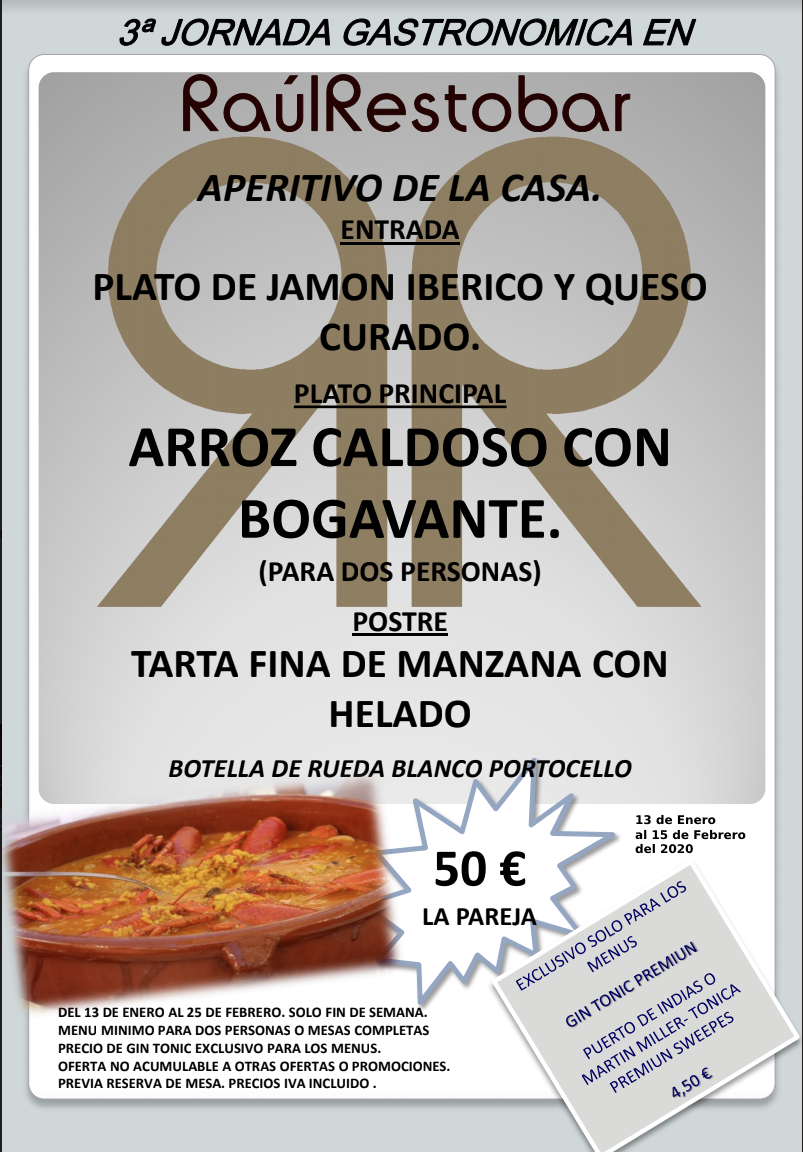 3ª JORNADA GASTRONOMICA EN
RaúlRestobar
APERITIVO DE LA CASA.
ENTRADA
PLATO DE JAMON IBERICO Y QUESO
CURADO.
PLATO PRINCIPAL
ARROZ CALDOSO CON
BOGAVANTE.
(PARA DOS PERSONAS)
POSTRE
TARTA FINA DE MANZANA CON
HELADO
BOTELLA DE RUEDA BLANCO PORTOCELLO
13 de Enero
al 15 de Febrero
del 2020
50 €
LA PAREJA
EXCLUSIVO SOLO PARA LOS
MENUS
GIN TONIC PREMIUN
PUERTO DE INDIAS O
MARTIN MILLER- TONICA
PREMIUN SWEPES
4,50 €
DEL 13 DE ENERO AL 25 DE FEBRERO. SOLO FIN DE SEMANA.
MENU MINIMO PARA DOS PERSONAS O MESAS COMPLETAS
PRECIO DE GIN TONIC EXCLUSIVO PARA LOS MENUS.
OFERTA NO ACUMULABLE A OTRAS OFERTAS O PROMOCIONES.
PREVIA RESERVA DE MESA. PRECIOS IVA INCLUIDO .